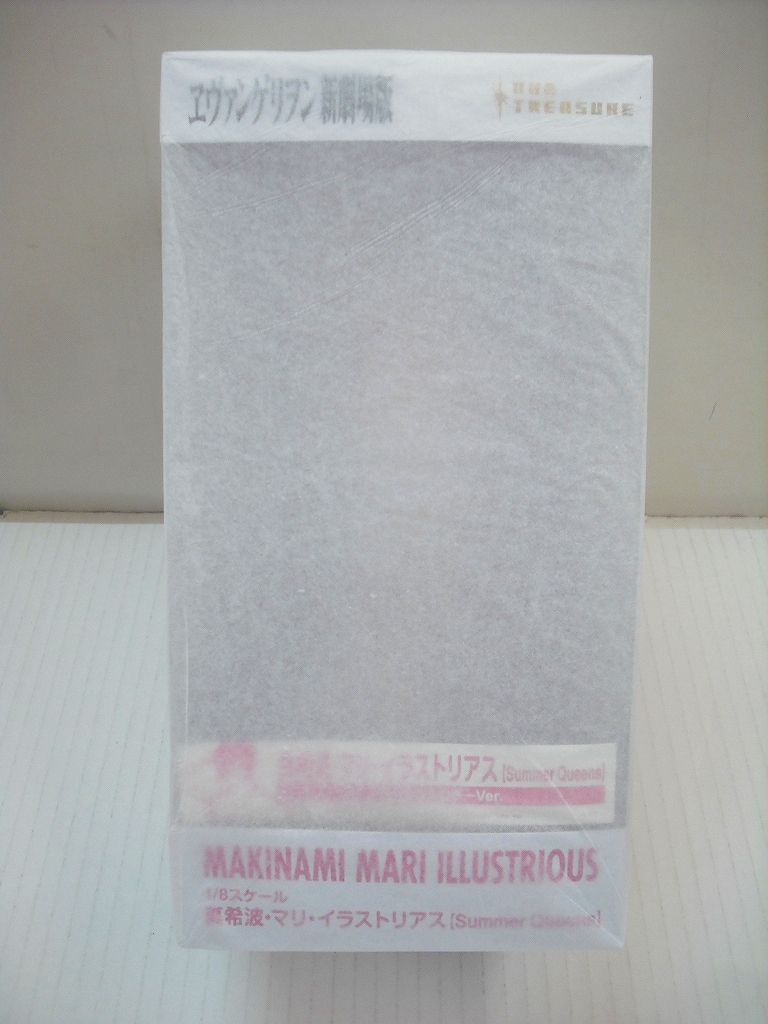 ヱヴァンゲリヲン 新劇場版
TREASURE
マリ・イラストリアス [Summer Queens]
Ver.
MAKINAMI MARI ILLUSTRIOUS
1/8スケール
真希波・マリ・イラストリアス [Summer Queens]